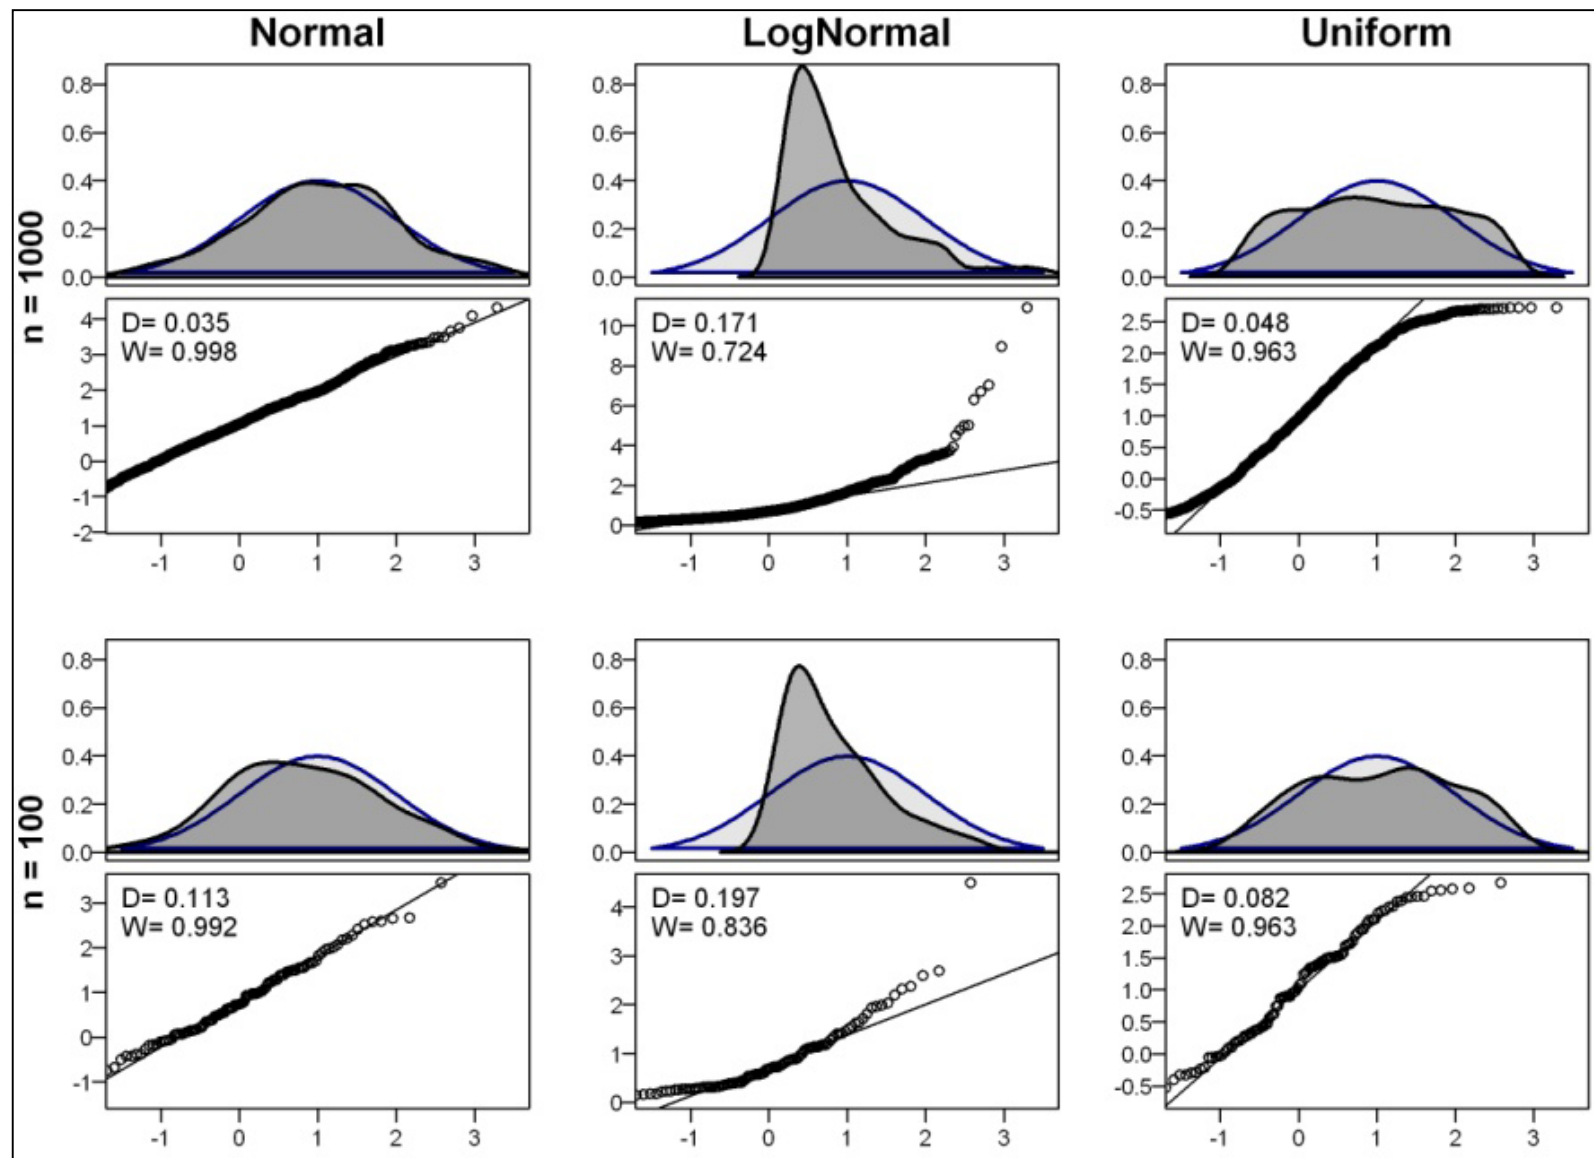 Normal LogNormal Uniform
n = 1000
0.8 0.8 0.8
0.6 0.6 0.6
0.4 0.4 0.4
0.2 0.2 0.2
0.0 0.0 0.0
D= 0.035
W= 0.998
4
3
2
1
0
-1
-2
-1 0 1 2 3
D= 0.171
W= 0.724
10
8
6
4
2
0
-1 0 1 2 3
D= 0.048
W= 0.963
2.5
2.0
1.5
1.0
0.5
0.0
-0.5
-1 0 1 2 3
n = 100
0.8 0.8 0.8
0.6 0.6 0.6
0.4 0.4 0.4
0.2 0.2 0.2
0.0 0.0 0.0
D= 0.113
W= 0.992
3
2
1
0
-1
-1 0 1 2 3
D= 0.197
W= 0.836
4
3
2
1
0
-1 0 1 2 3
D= 0.082
W= 0.963
2.5
2.0
1.5
1.0
0.5
0.0
-0.5
-1 0 1 2 3